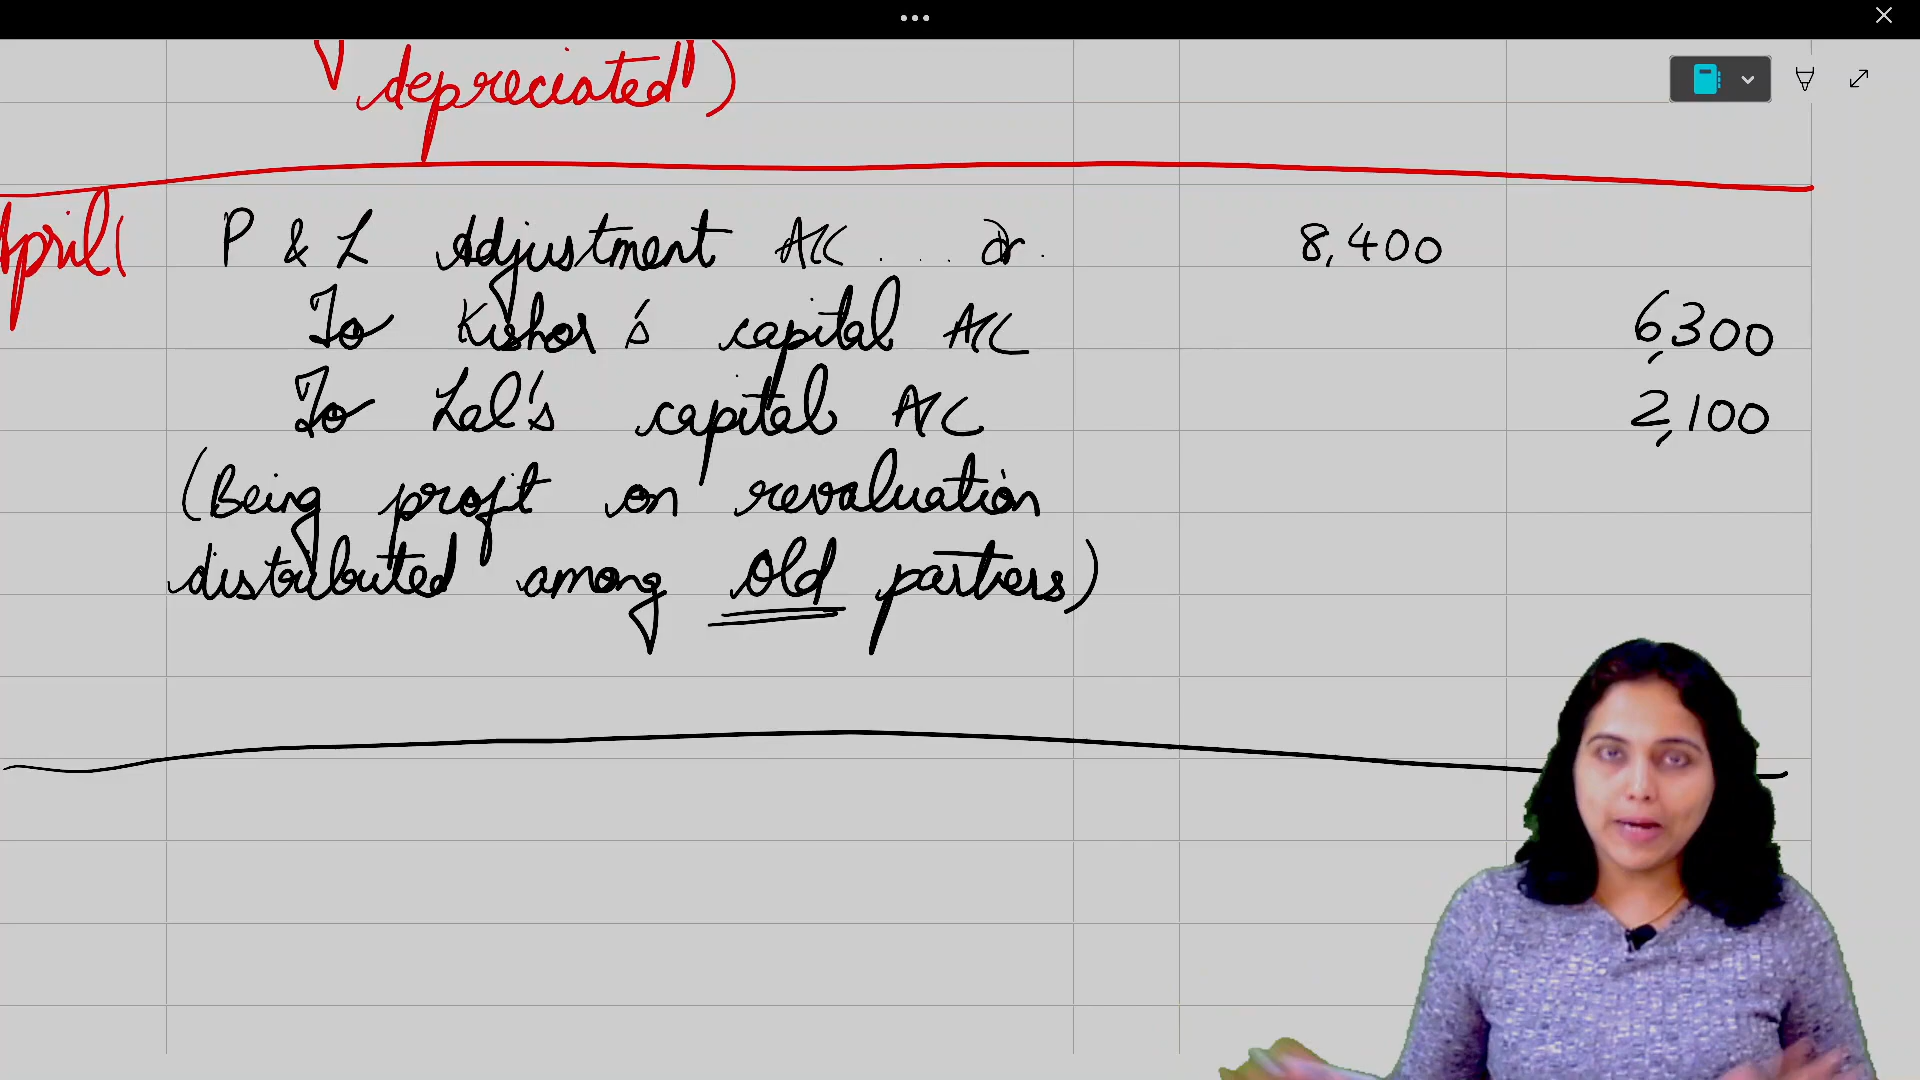 depreciated)
April 1 P & L Adjustment A/C ... dr. 8,400
To Kishor's capital A/C 6,300
To Lal's capital A/C 2,100
(Being profit on revaluation
distributed among old partners)